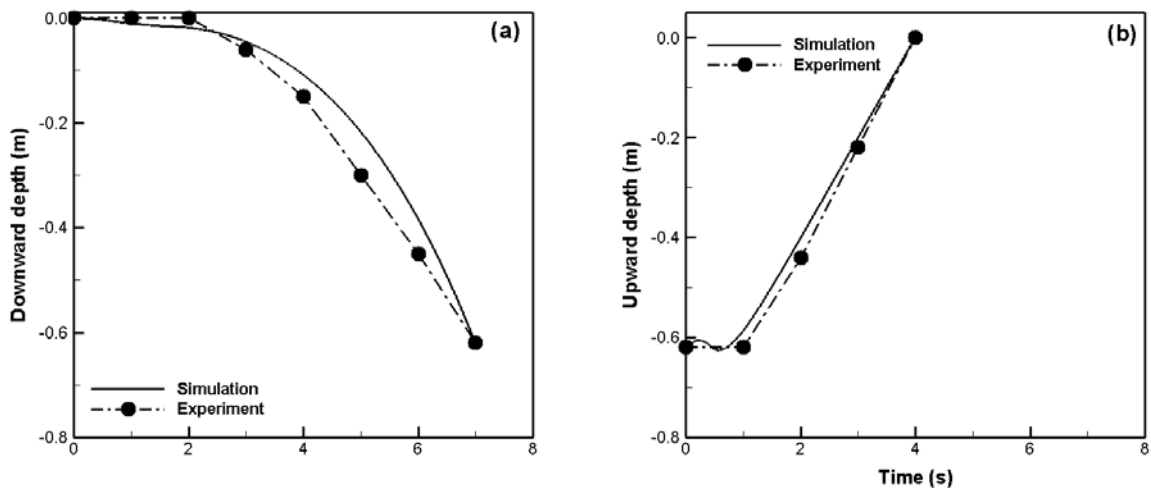 (a)
Downward depth (m)
0.0
-0.2
-0.4
-0.6
-0.8
0 2 4 6 8
Simulation
Experiment
(b)
Upward depth (m)
0.0
-0.2
-0.4
-0.6
-0.8
0 2 4 6 8
Simulation
Experiment
Time (s)